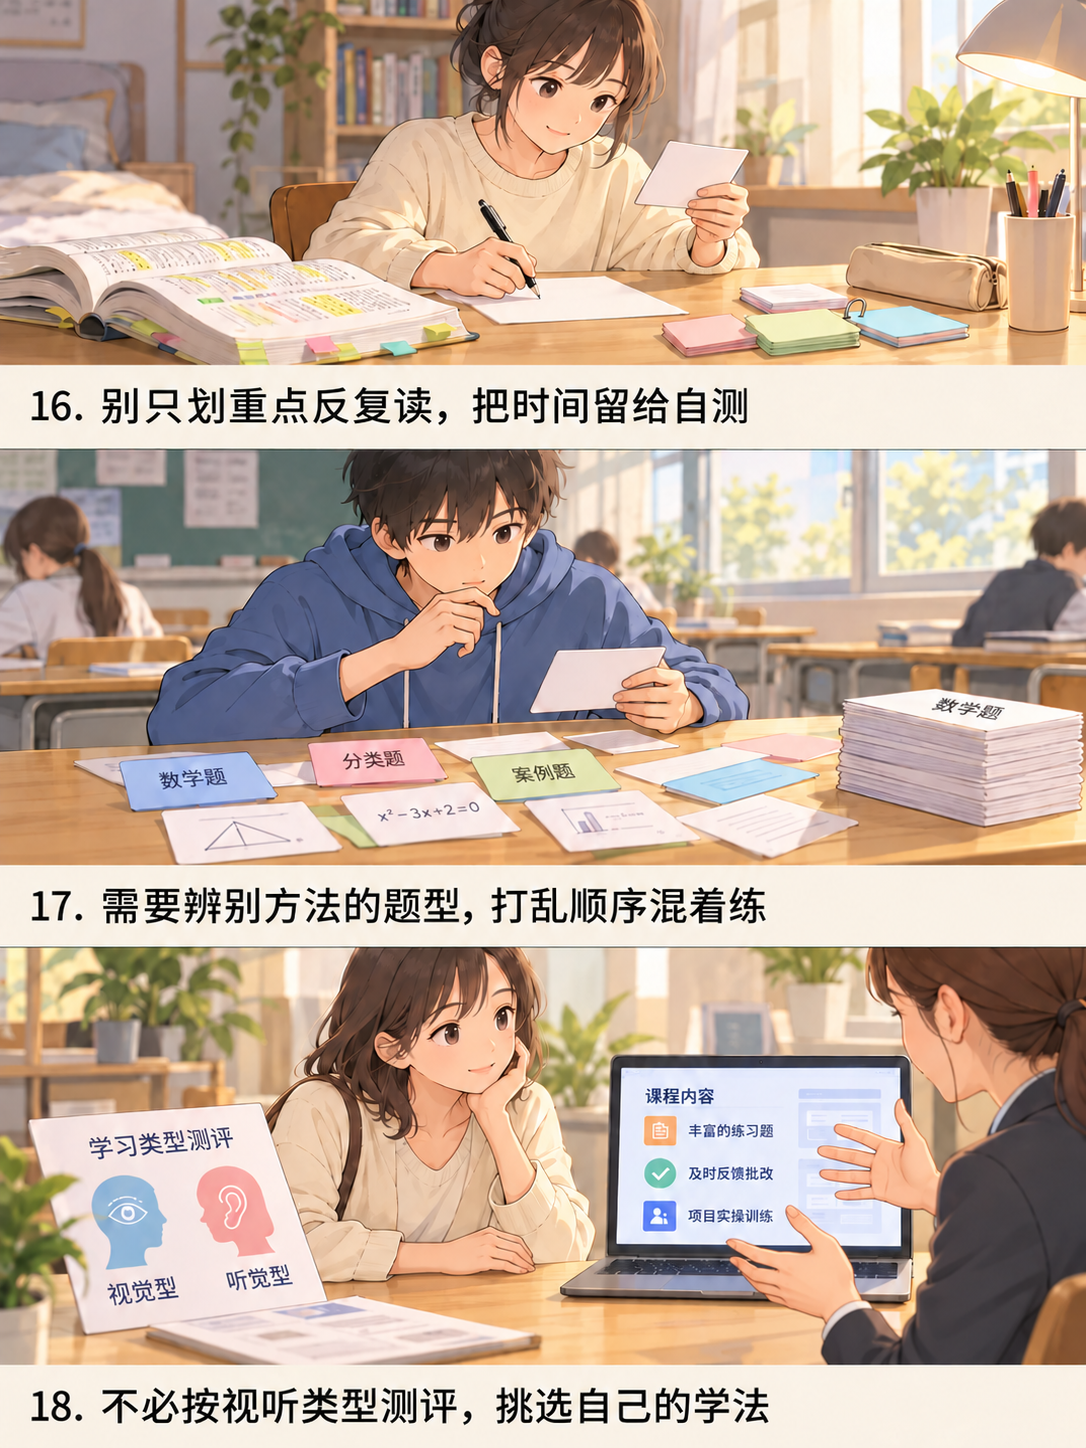 16. 别只划重点反复读，把时间留给自测
数学题
数学题
分类题
案例题
x²-3x+2=0
17. 需要辨别方法的题型，打乱顺序混着练
学习类型测评
视觉型
听觉型
课程内容
丰富的练习题
及时反馈批改
项目实操训练
18. 不必按视听类型测评，挑选自己的学法